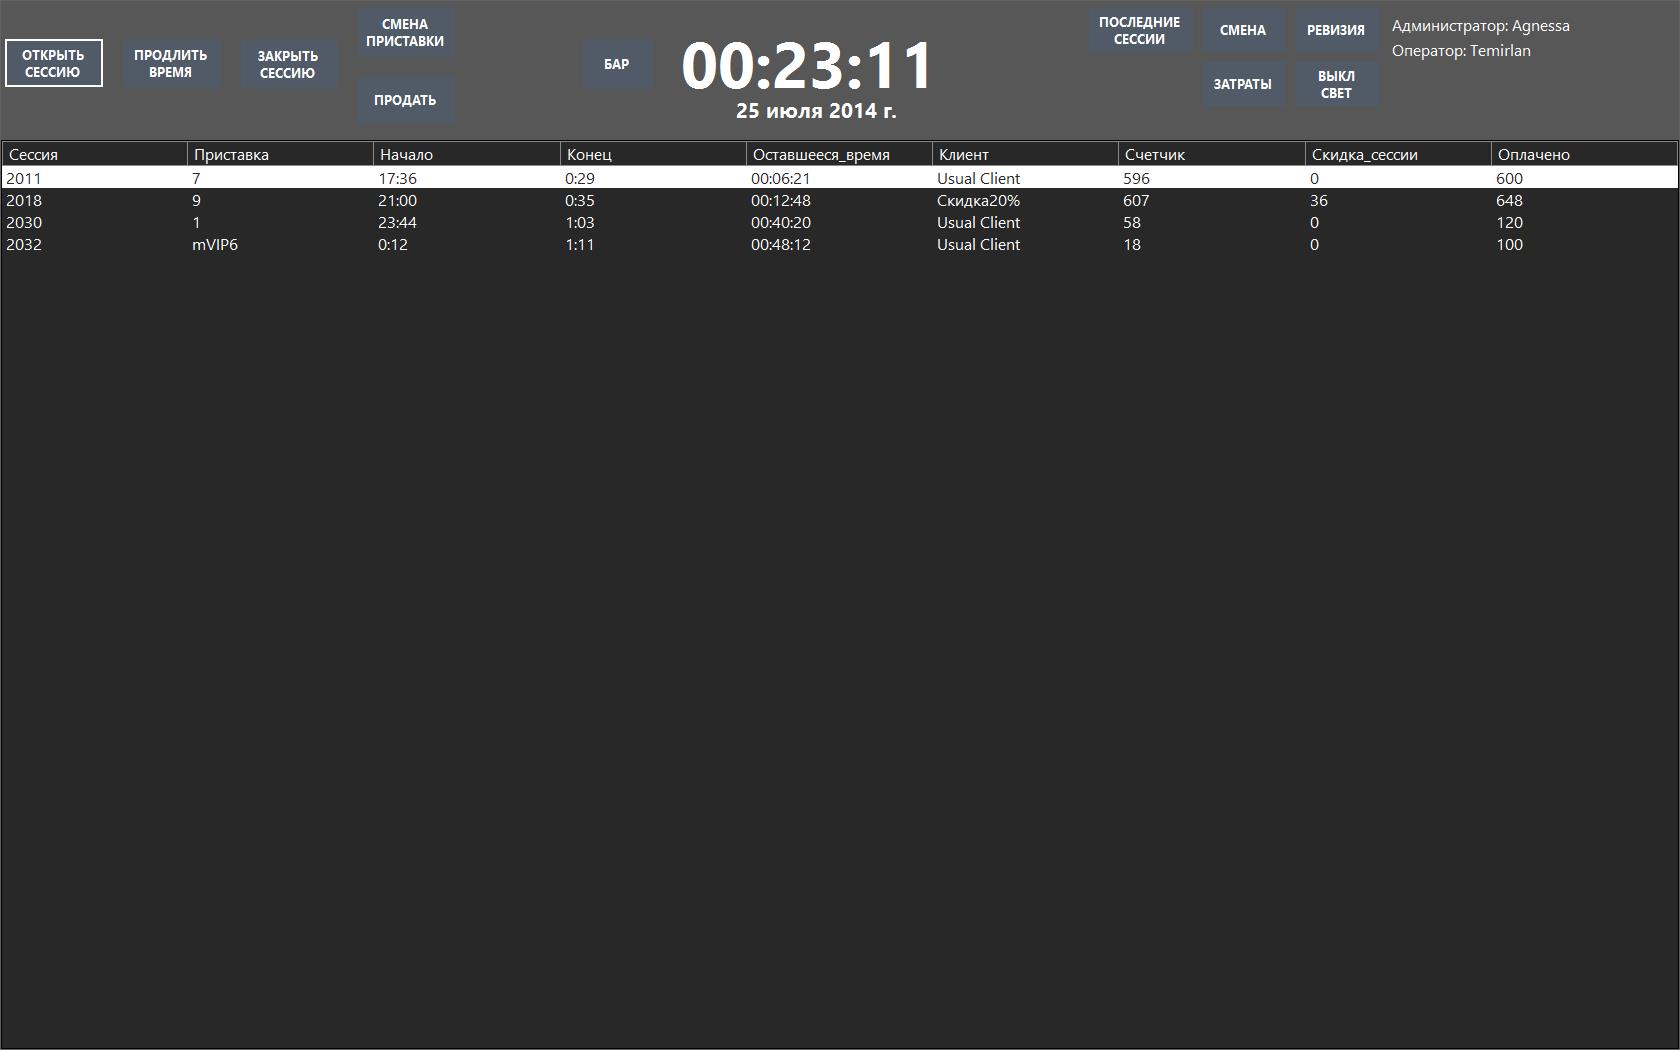 ОТКРЫТЬ
СЕССИЮ
ПРОДЛИТЬ
ВРЕМЯ
ЗАКРЫТЬ
СЕССИЮ
СМЕНА
ПРИСТАВКИ
ПРОДАТЬ
БАР
00:23:11
25 июля 2014 г.
ПОСЛЕДНИЕ
СЕССИИ
СМЕНА
РЕВИЗИЯ
ЗАТРАТЫ
ВЫКЛ
СВЕТ
Администратор: Agnessa
Оператор: Temirlan
Сессия Приставка Начало Конец Оставшееся_время Клиент Счетчик Скидка_сессии Оплачено
2011 7 17:36 0:29 00:06:21 Usual Client 596 0 600
2018 9 21:00 0:35 00:12:48 Скидка20% 607 36 648
2030 1 23:44 1:03 00:40:20 Usual Client 58 0 120
2032 mVIP6 0:12 1:11 00:48:12 Usual Client 18 0 100